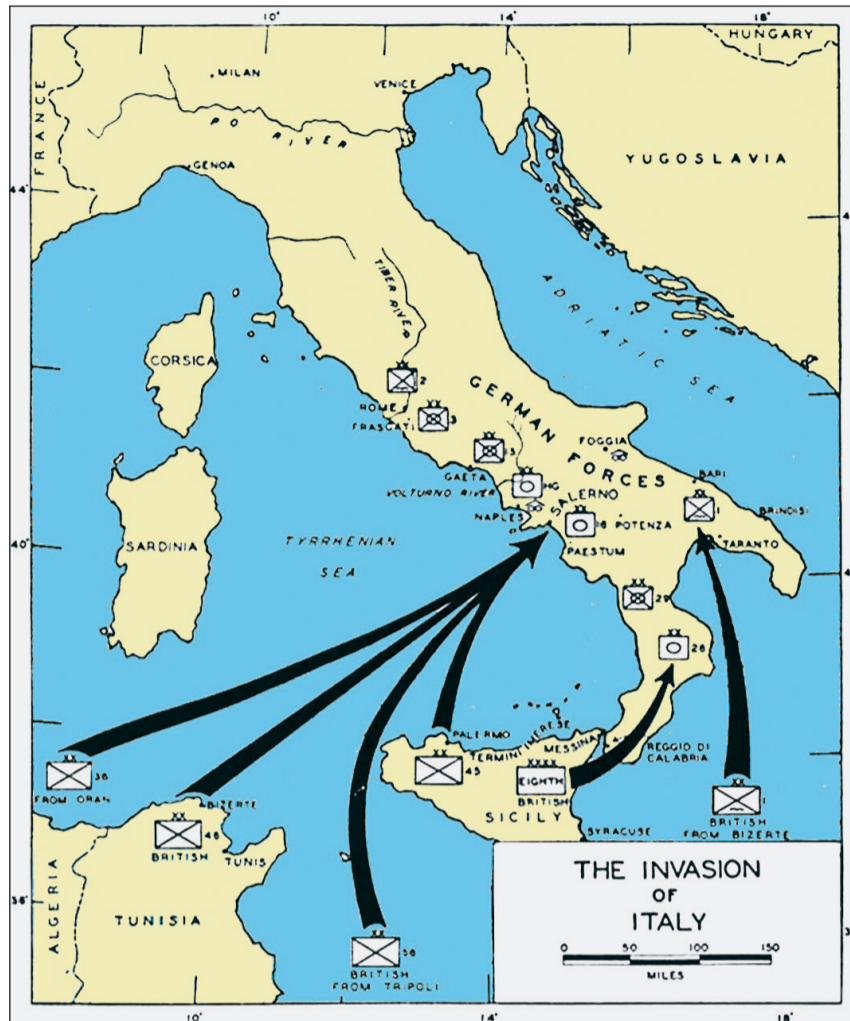 10°
14°
18°
HUNGARY
MILAN
VENICE
FRANCE
PO RIVER
GENOA
YUGOSLAVIA
44°
TIBER RIVER
ADRIATIC SEA
CORSICA
2
GERMAN FORCES
ROME
FRASCATI
3
15
FOGGIA
GAETA
HG
BARI
VOLTURNO RIVER
SALERNO
1
NAPLES
16
POTENZA
BRINDISI
SARDINIA
TYRRHENIAN
SEA
PAESTUM
TARANTO
40°
29
26
PALERMO
TERMINI IMERESE
MESSINA
REGGIO DI
CALABRIA
36
FROM ORAN
45
EIGHTH
BRITISH
SICILY
1
BRITISH
FROM BIZERTE
BIZERTE
46
BRITISH
TUNIS
SYRACUSE
ALGERIA
TUNISIA
36°
56
BRITISH
FROM TRIPOLI
THE INVASION
OF
ITALY
0 50 100 150
MILES
10°
14°
18°